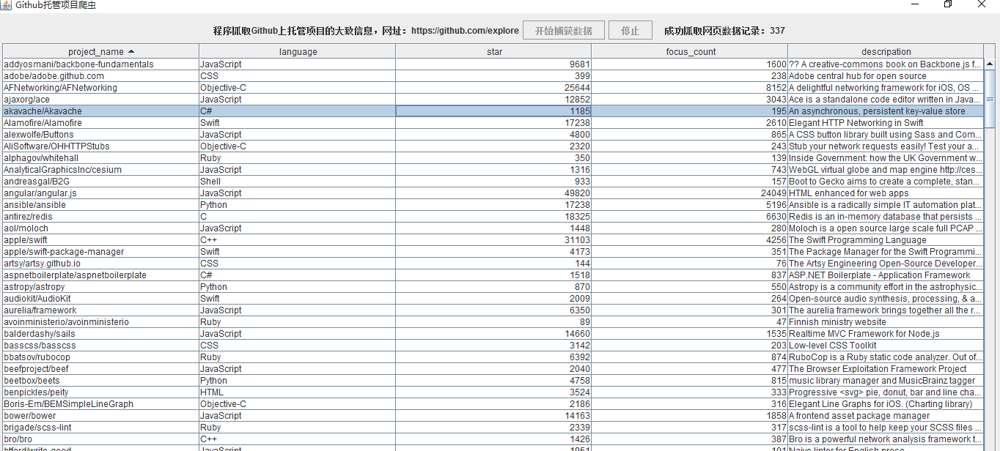 Github托管项目爬虫
程序抓取Github上托管项目的大致信息，网址：https://github.com/explore 开始捕获数据 停止 成功抓取网页数据记录：337
project_name language star focus_count descripation
addyosmani/backbone-fundamentals JavaScript 9681 1600 ?? A creative-commons book on Backbone.js f...
adobe/adobe.github.com CSS 399 238 Adobe central hub for open source
AFNetworking/AFNetworking Objective-C 25644 8152 A delightful networking framework for iOS, OS ...
ajaxorg/ace JavaScript 12852 3043 Ace is a standalone code editor written in Java...
akavache/Akavache C# 1185 195 An asynchronous, persistent key-value store
Alamofire/Alamofire Swift 17238 2610 Elegant HTTP Networking in Swift
alexwolfe/Buttons JavaScript 4800 865 A CSS button library built using Sass and Com...
AliSoftware/OHHTTPStubs Objective-C 2320 243 Stub your network requests easily! Test your a...
alphagov/whitehall Ruby 350 139 Inside Government: how the UK Government w...
AnalyticalGraphicsInc/cesium JavaScript 1316 743 WebGL virtual globe and map engine http://ces...
andreasgal/B2G Shell 933 157 Boot to Gecko aims to create a complete, stan...
angular/angular.js JavaScript 49820 24049 HTML enhanced for web apps
ansible/ansible Python 17238 5196 Ansible is a radically simple IT automation plat...
antirez/redis C 18325 6630 Redis is an in-memory database that persists ...
aol/moloch JavaScript 1448 280 Moloch is a open source large scale full PCAP ...
apple/swift C++ 31103 4256 The Swift Programming Language
apple/swift-package-manager Swift 4173 351 The Package Manager for the Swift Programmi...
artsy/artsy.github.io CSS 144 76 The Artsy Engineering Open-Source Developer...
aspnetboilerplate/aspnetboilerplate C# 1518 837 ASP.NET Boilerplate - Application Framework
astropy/astropy Python 870 550 Astropy is a community effort in the astrophysic...
audiokit/AudioKit Swift 2009 264 Open-source audio synthesis, processing, & a...
aurelia/framework JavaScript 6350 301 The aurelia framework brings together all the r...
avoinministerio/avoinministerio Ruby 89 47 Finnish ministry website
balderdashy/sails JavaScript 14660 1535 Realtime MVC Framework for Node.js
basscss/basscss CSS 3142 203 Low-level CSS Toolkit
bbatsov/rubocop Ruby 6392 874 RuboCop is a Ruby static code analyzer. Out of...
beefproject/beef JavaScript 2040 477 The Browser Exploitation Framework Project
beetbox/beets Python 4758 815 music library manager and MusicBrainz tagger
benpickles/peity HTML 3524 333 Progressive <svg> pie, donut, bar and line cha...
Boris-Em/BEMSimpleLineGraph Objective-C 2186 316 Elegant Line Graphs for iOS. (Charting library)
bower/bower JavaScript 14163 1858 A frontend asset package manager
brigade/scss-lint Ruby 2339 317 scss-lint is a tool to help keep your SCSS files ...
bro/bro C++ 1426 387 Bro is a powerful network analysis framework t...
btford/write-good JavaScript 1951 101 Naive linter for English prose